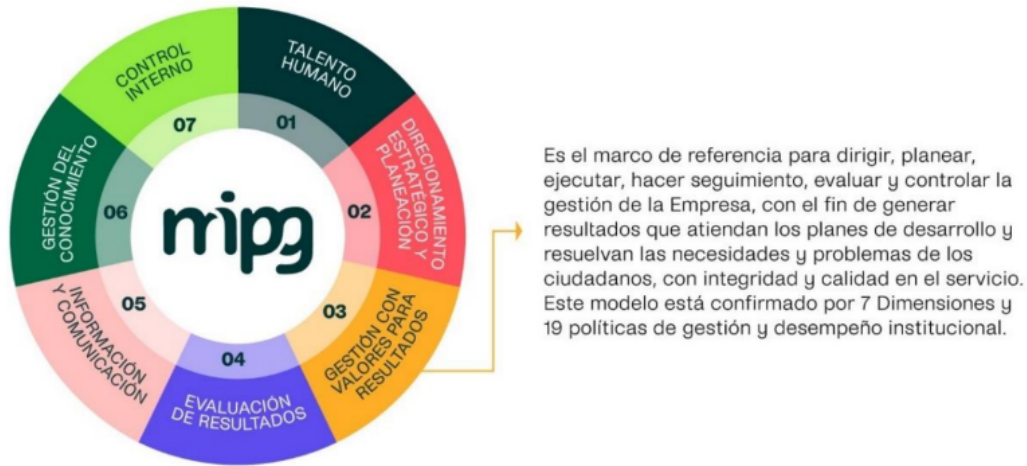 TALENTO
HUMANO
01
DIRECIONAMIENTO
ESTRATÉGICO Y
PLANEACIÓN
02
GESTIÓN CON
VALORES PARA
RESULTADOS
03
EVALUACIÓN
DE RESULTADOS
04
INFORMACIÓN
Y COMUNICACIÓN
05
GESTIÓN DEL
CONOCIMIENTO
06
CONTROL
INTERNO
07
mipg
Es el marco de referencia para dirigir, planear,
ejecutar, hacer seguimiento, evaluar y controlar la
gestión de la Empresa, con el fin de generar
resultados que atiendan los planes de desarrollo y
resuelvan las necesidades y problemas de los
ciudadanos, con integridad y calidad en el servicio.
Este modelo está confirmado por 7 Dimensiones y
19 políticas de gestión y desempeño institucional.